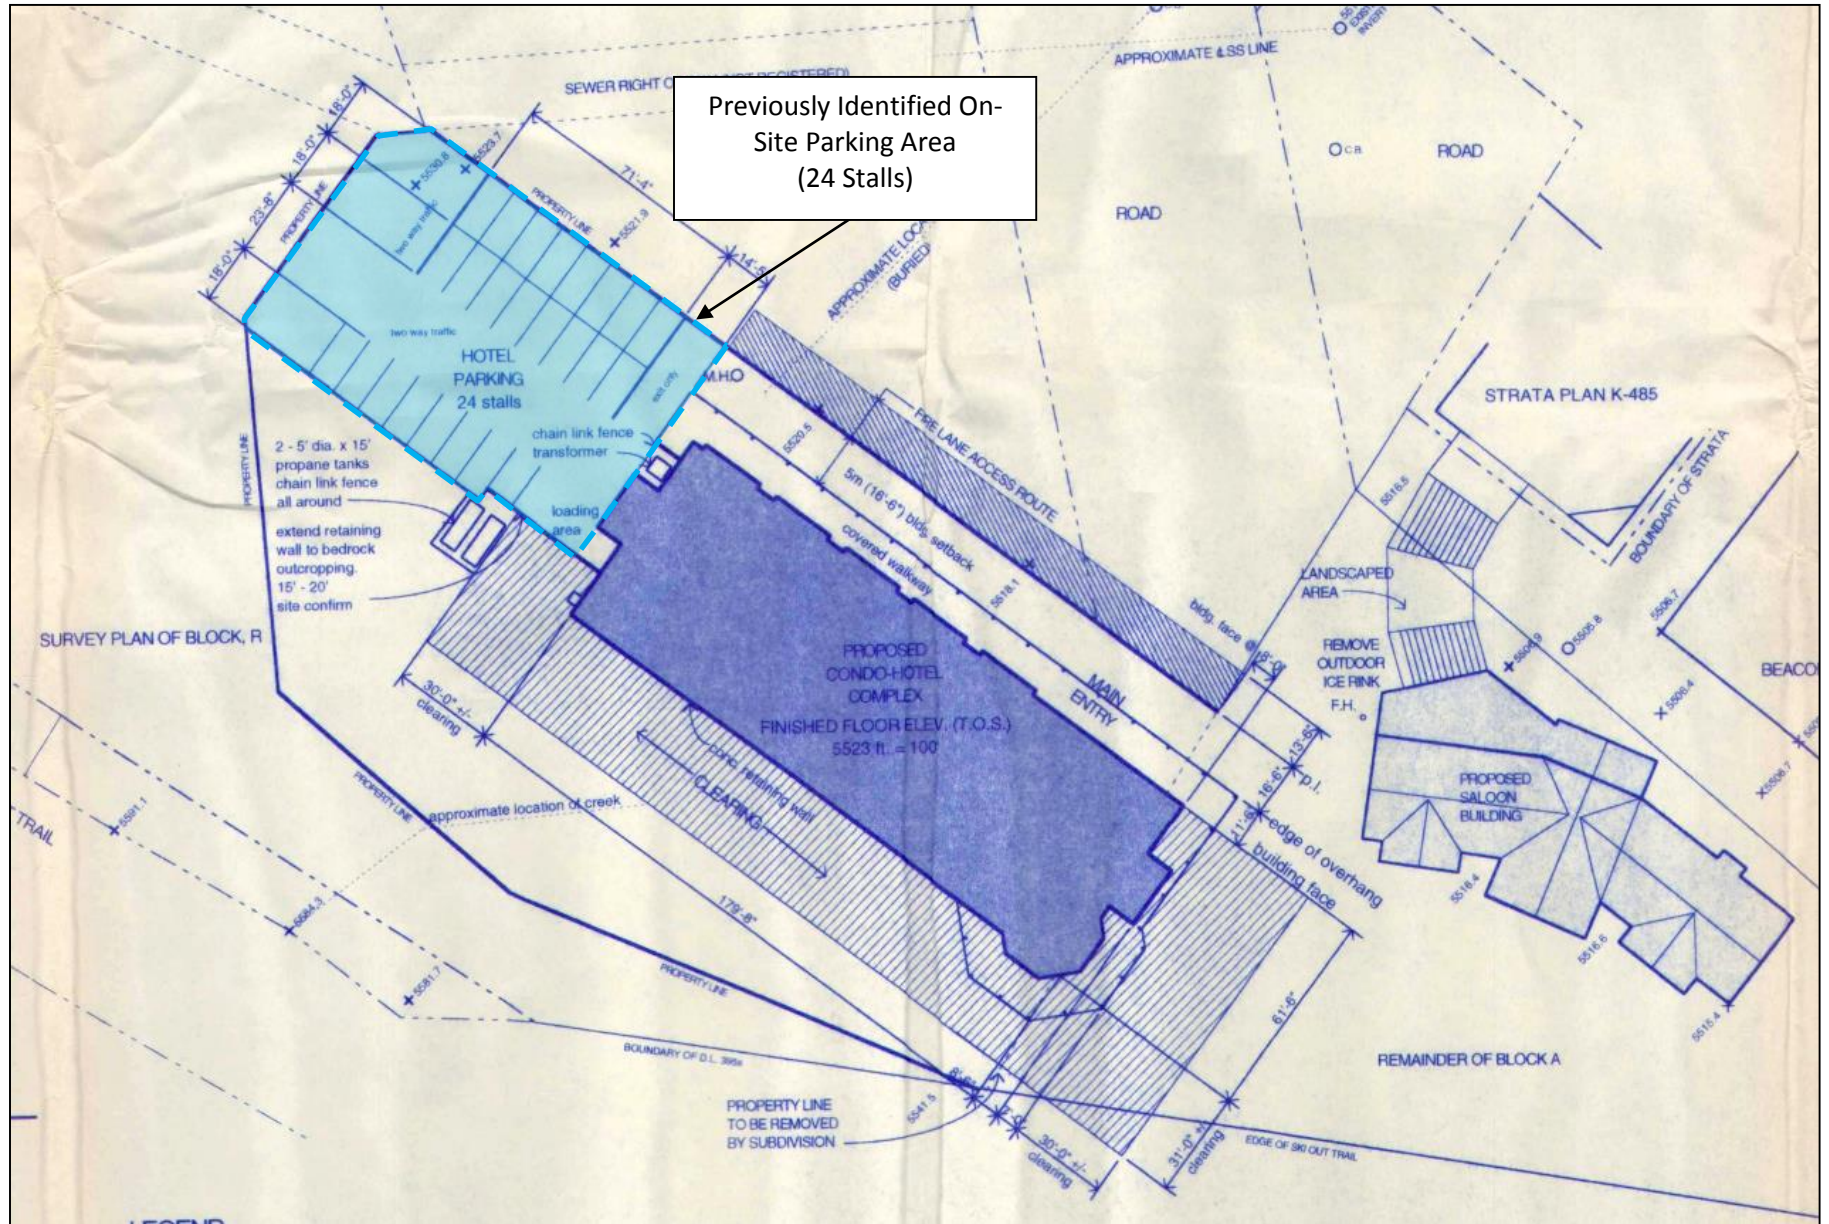 APPROXIMATE ℄ SS LINE
Previously Identified On-
Site Parking Area
(24 Stalls)
SEWER RIGHT
18'-0"
18'-0"
23'-8"
18'-0"
PROPERTY LINE
5530.8
5523.7
71'-4"
PROPERTY LINE
5521.9
14'-5"
two way traffic
two way traffic
HOTEL
PARKING
24 stalls
exit only
M.H.
APPROXIMATE
(BURIED)
C.B.
ROAD
ROAD
STRATA PLAN K-485
BOUNDARY OF STRATA
chain link fence
transformer
PROPERTY LINE
2 - 5' dia. x 15'
propane tanks
chain link fence
all around
extend retaining
wall to bedrock
outcropping.
15' - 20'
site confirm
loading
area
5520.5
FIRE LANE ACCESS ROUTE
5m (16'-6") bldg. setback
covered walkway
5518.1
5516.5
LANDSCAPED
AREA
bldg. face @
REMOVE
OUTDOOR
ICE RINK
F.H.
5506.9
5505.8
5506.7
5506.4
5506.7
BEACO
SURVEY PLAN OF BLOCK, R
PROPOSED
CONDO-HOTEL
COMPLEX
FINISHED FLOOR ELEV. (T.O.S.)
5523 ft. = 100'
MAIN
ENTRY
30'-0" +/-
clearing
conc. retaining wall
CLEARING
13'-6"
16'-6"
p.l.
11'-6"
edge of overhang
building face
PROPOSED
SALOON
BUILDING
5516.4
5516.6
5515.4
PROPERTY LINE
approximate location of creek
TRAIL
5591.1
5584.3
5581.7
179'-8"
PROPERTY LINE
61'-6"
BOUNDARY OF D.L.
REMAINDER OF BLOCK A
PROPERTY LINE
TO BE REMOVED
BY SUBDIVISION
5541.5
8'-6"
30'-0" +/-
clearing
31'-0" +/-
clearing
EDGE OF SKI OUT TRAIL
LEGEND